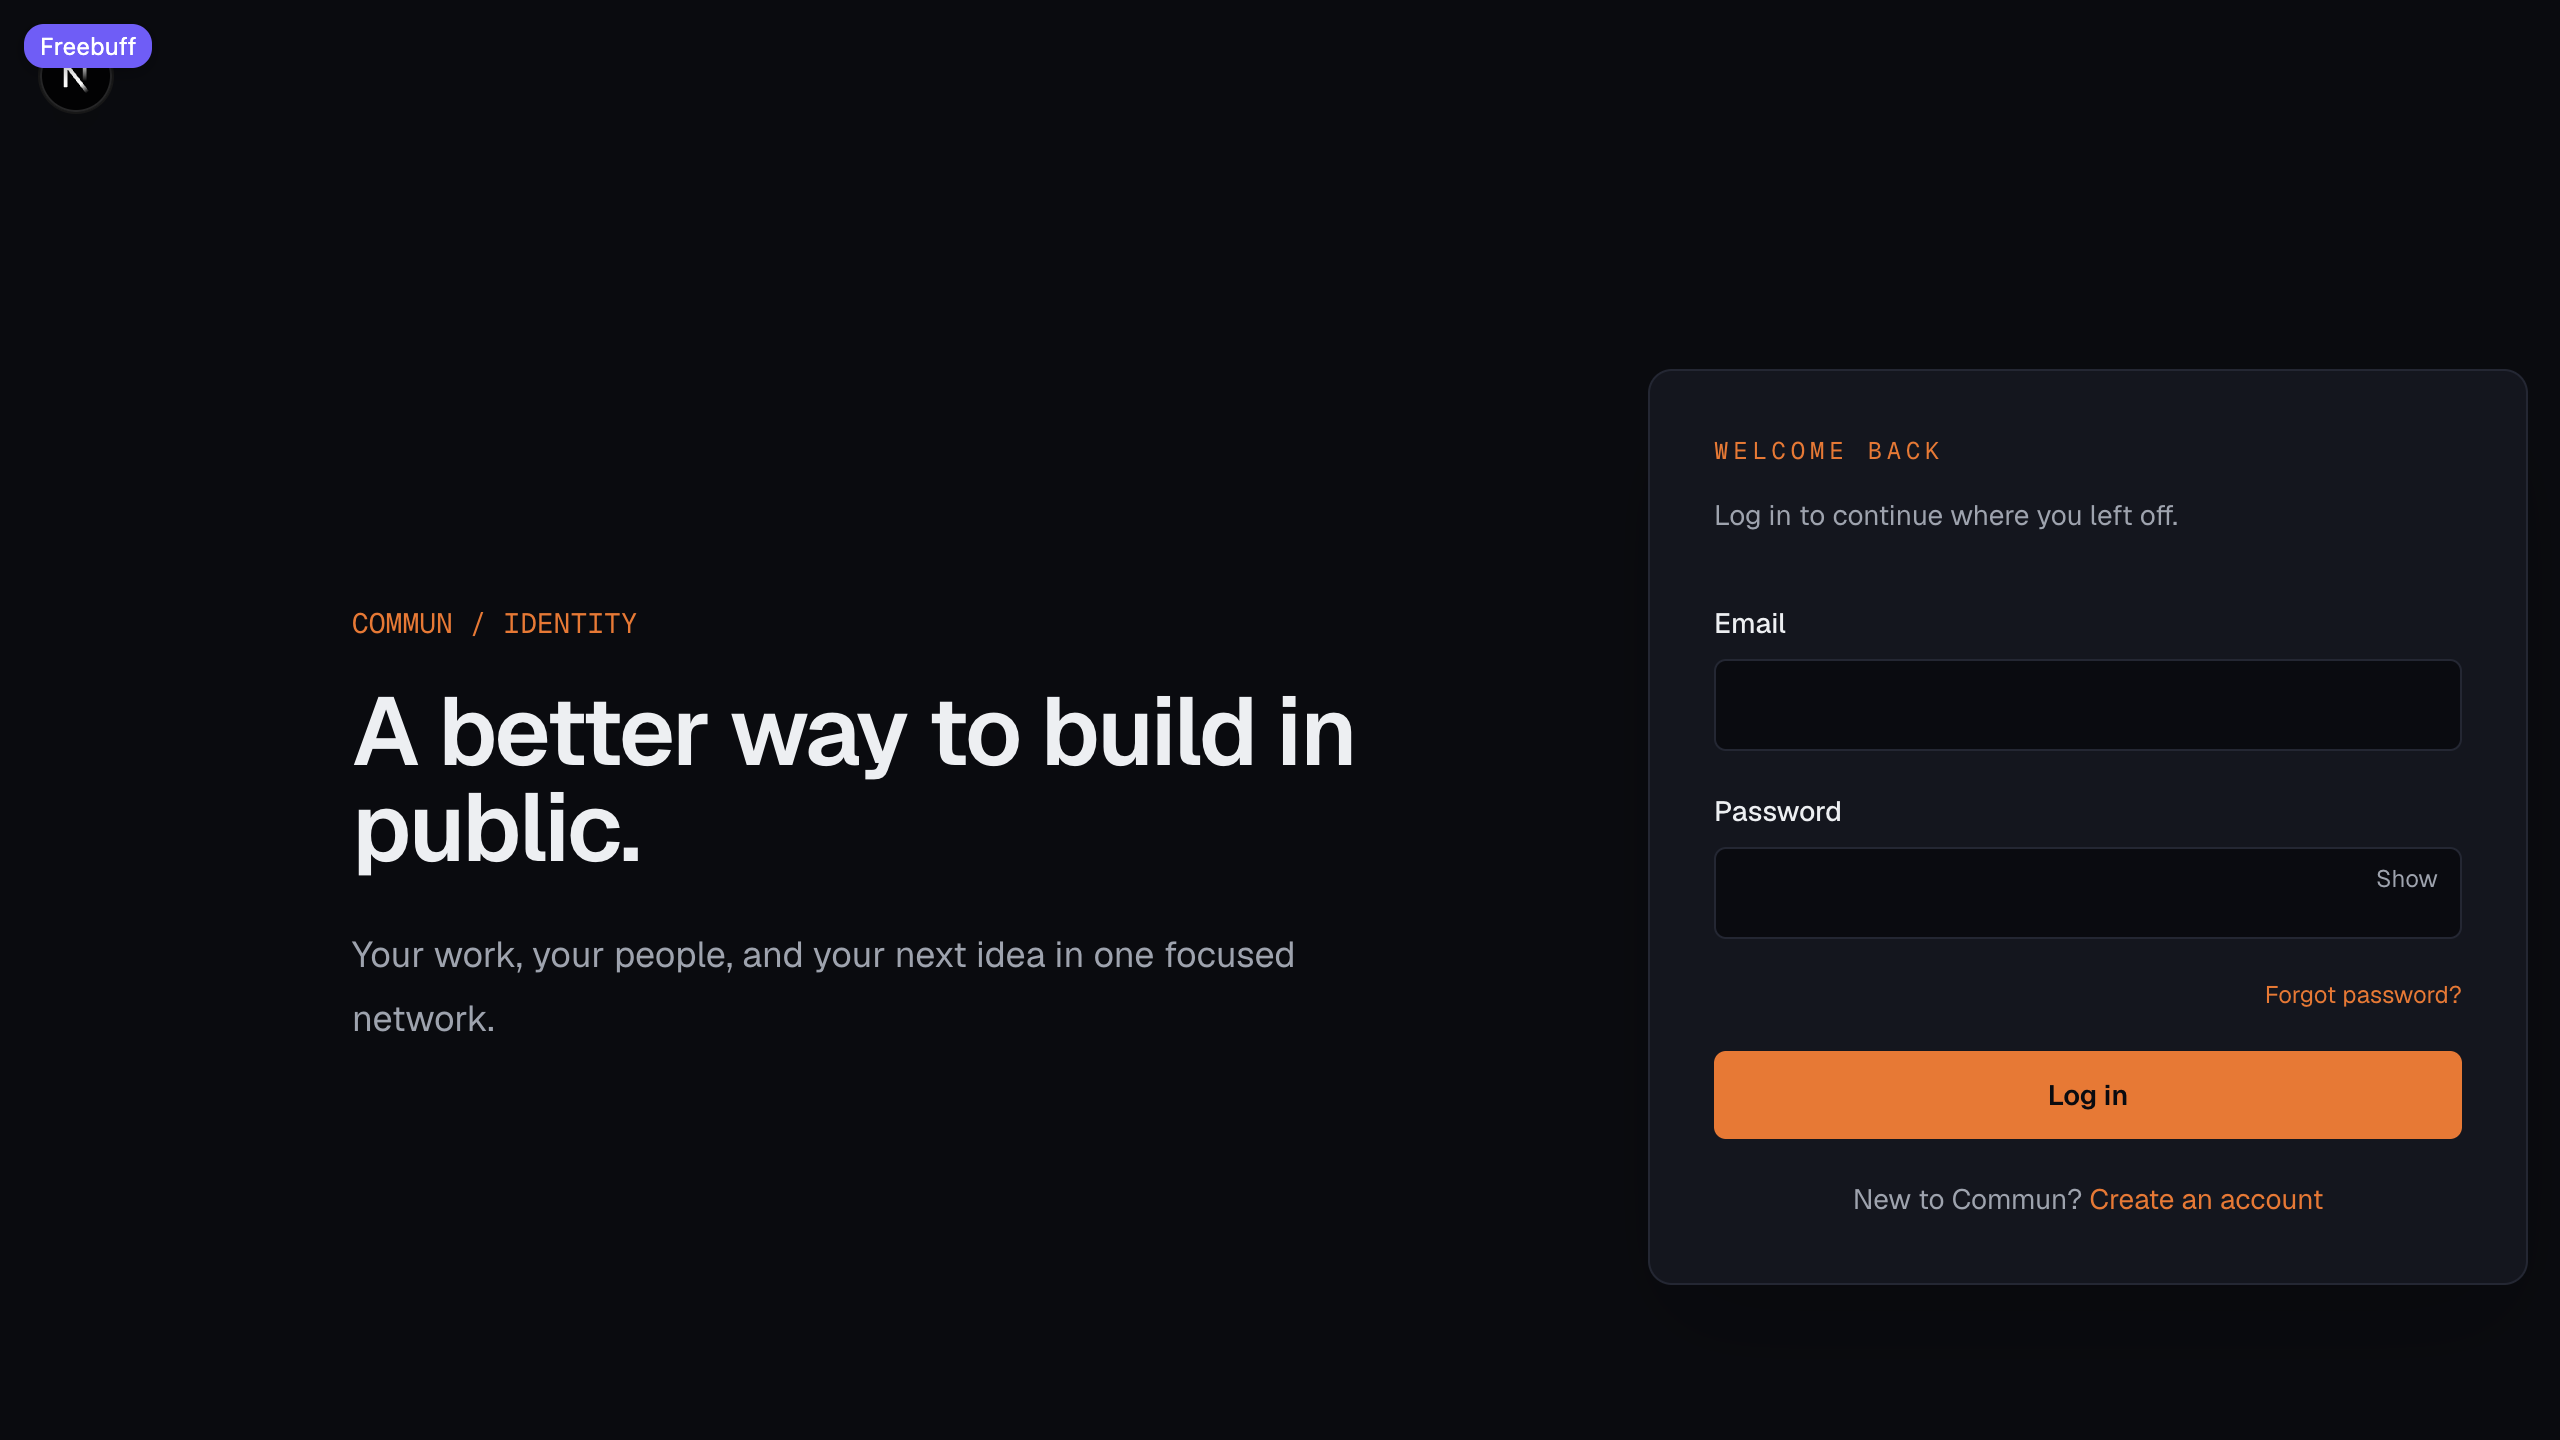 Freebuff
N
COMMUN / IDENTITY
A better way to build in
public.
Your work, your people, and your next idea in one focused
network.
WELCOME BACK
Log in to continue where you left off.
Email
Password
Show
Forgot password?
Log in
New to Commun? Create an account